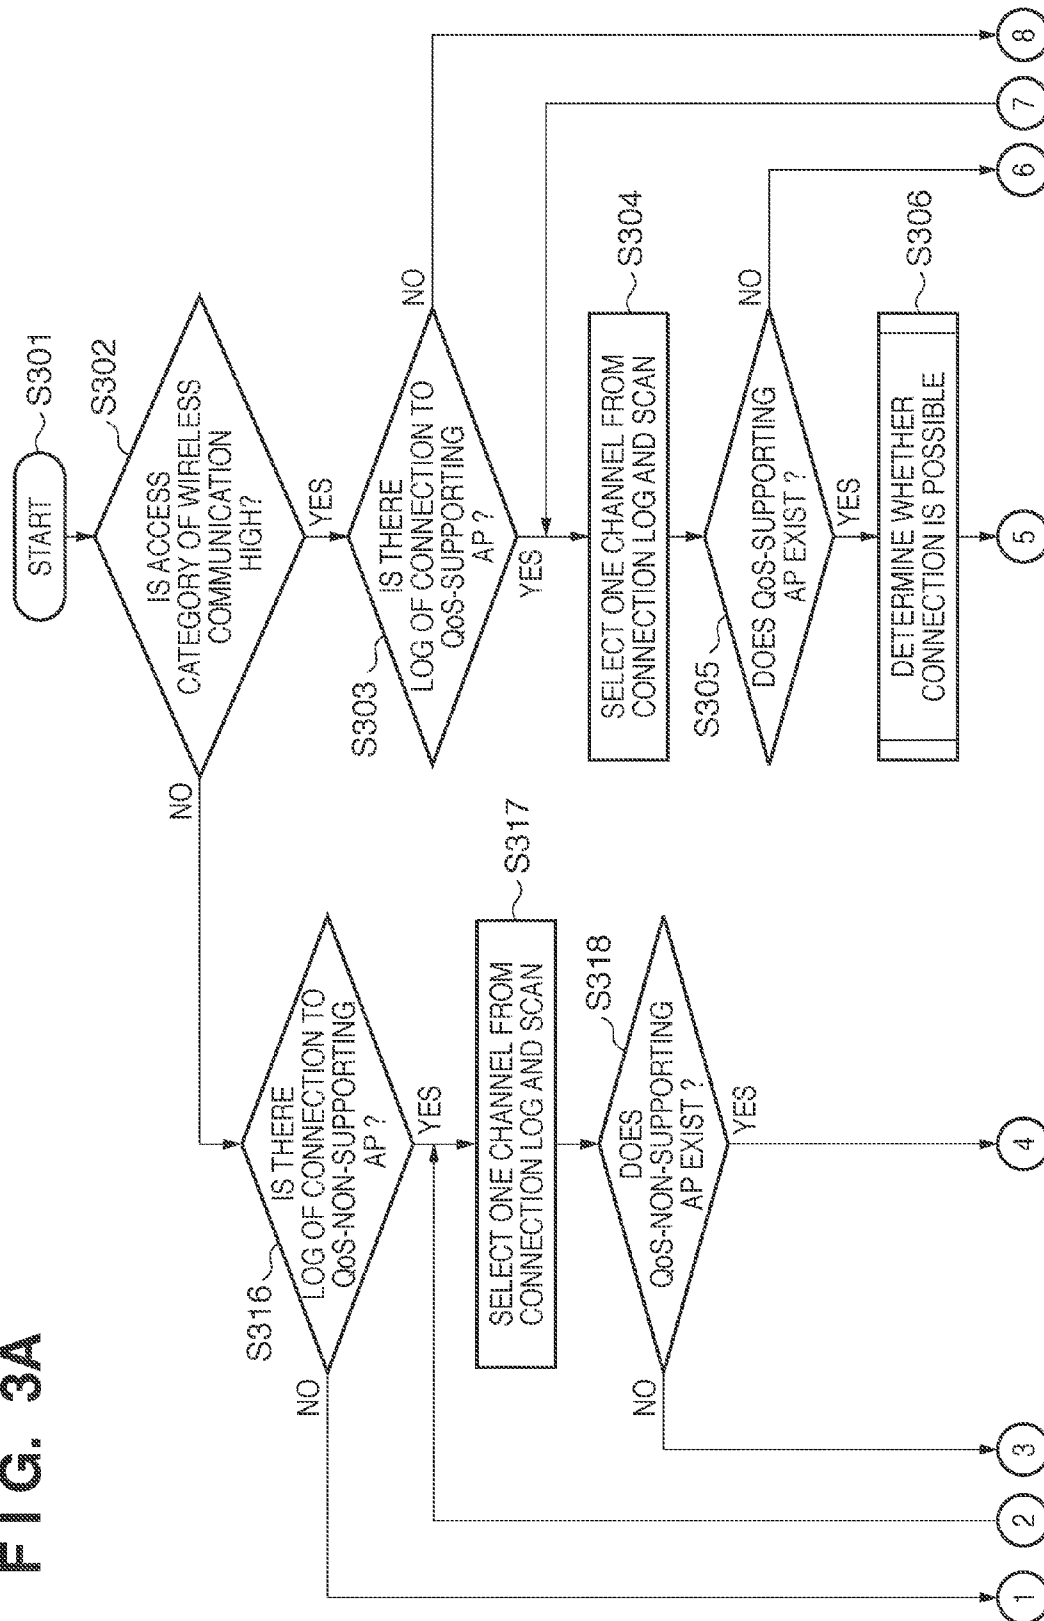 FIG. 3A
START
S301
IS ACCESS
CATEGORY OF WIRELESS
COMMUNICATION
HIGH?
S302
NO
YES
IS THERE
LOG OF CONNECTION TO
QoS-SUPPORTING
AP?
S303
NO
YES
SELECT ONE CHANNEL FROM
CONNECTION LOG AND SCAN
S304
DOES QoS-SUPPORTING
AP EXIST?
S305
NO
YES
DETERMINE WHETHER
CONNECTION IS POSSIBLE
S306
IS THERE
LOG OF CONNECTION TO
QoS-NON-SUPPORTING
AP?
S316
NO
YES
SELECT ONE CHANNEL FROM
CONNECTION LOG AND SCAN
S317
DOES
QoS-NON-SUPPORTING
AP EXIST?
S318
NO
YES
1
2
3
4
5
6
7
8